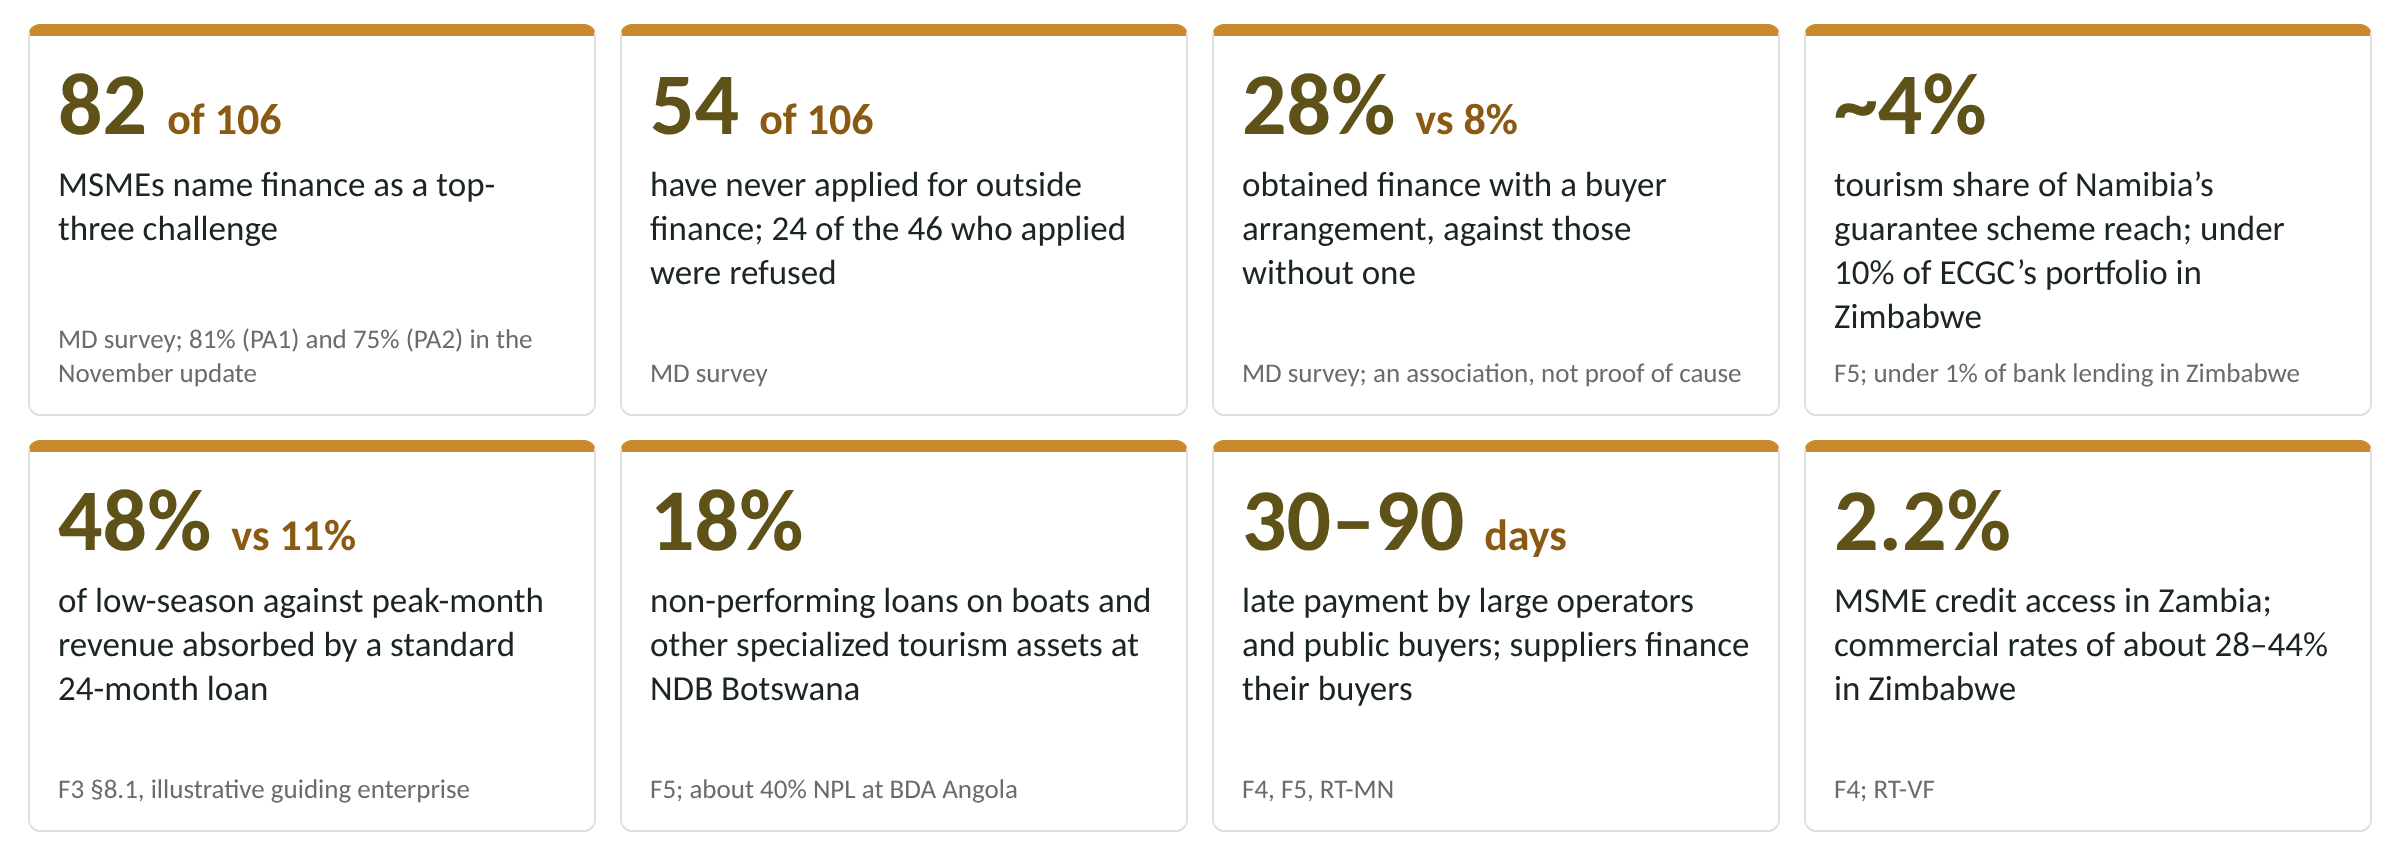 82 of 106
MSMEs name finance as a top-
three challenge
MD survey; 81% (PA1) and 75% (PA2) in the
November update
54 of 106
have never applied for outside
finance; 24 of the 46 who applied
were refused
MD survey
28% vs 8%
obtained finance with a buyer
arrangement, against those
without one
MD survey; an association, not proof of cause
~4%
tourism share of Namibia’s
guarantee scheme reach; under
10% of ECGC’s portfolio in
Zimbabwe
F5; under 1% of bank lending in Zimbabwe
48% vs 11%
of low-season against peak-month
revenue absorbed by a standard
24-month loan
F3 §8.1, illustrative guiding enterprise
18%
non-performing loans on boats and
other specialized tourism assets at
NDB Botswana
F5; about 40% NPL at BDA Angola
30–90 days
late payment by large operators
and public buyers; suppliers finance
their buyers
F4, F5, RT-MN
2.2%
MSME credit access in Zambia;
commercial rates of about 28–44%
in Zimbabwe
F4; RT-VF